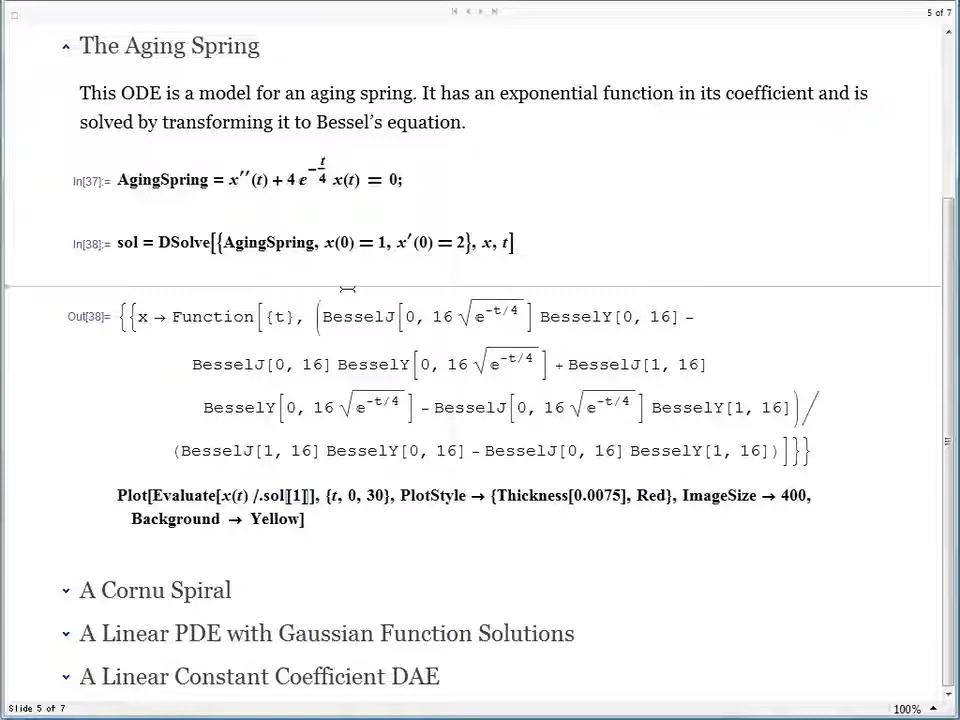 5 of 7
The Aging Spring
This ODE is a model for an aging spring. It has an exponential function in its coefficient and is
solved by transforming it to Bessel's equation.
In[37]:= AgingSpring = x′′(t) + 4 e^(-t/4) x(t) == 0;
In[38]:= sol = DSolve[{AgingSpring, x(0) == 1, x′(0) == 2}, x, t]
Out[38]= {{x → Function[{t}, (BesselJ[0, 16 √e^(-t/4)] BesselY[0, 16] −
BesselJ[0, 16] BesselY[0, 16 √e^(-t/4)] + BesselJ[1, 16]
BesselY[0, 16 √e^(-t/4)] − BesselJ[0, 16 √e^(-t/4)] BesselY[1, 16]) /
(BesselJ[1, 16] BesselY[0, 16] − BesselJ[0, 16] BesselY[1, 16])]}}
Plot[Evaluate[x(t) /.sol[[1]]], {t, 0, 30}, PlotStyle → {Thickness[0.0075], Red}, ImageSize → 400,
Background → Yellow]
A Cornu Spiral
A Linear PDE with Gaussian Function Solutions
A Linear Constant Coefficient DAE
Slide 5 of 7
100%